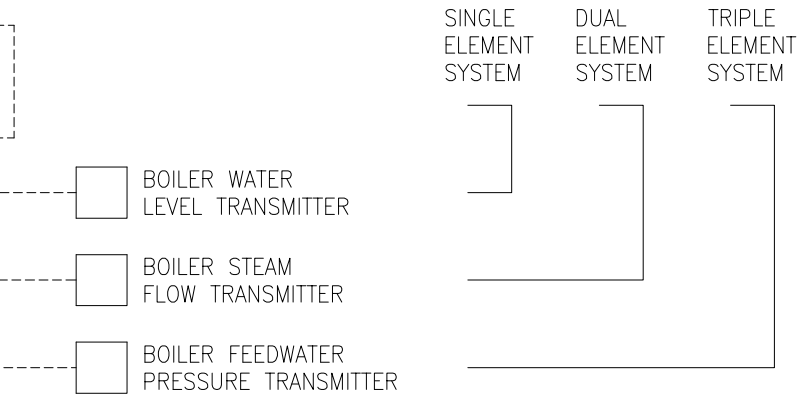 SINGLE
ELEMENT
SYSTEM
DUAL
ELEMENT
SYSTEM
TRIPLE
ELEMENT
SYSTEM
BOILER WATER
LEVEL TRANSMITTER
BOILER STEAM
FLOW TRANSMITTER
BOILER FEEDWATER
PRESSURE TRANSMITTER